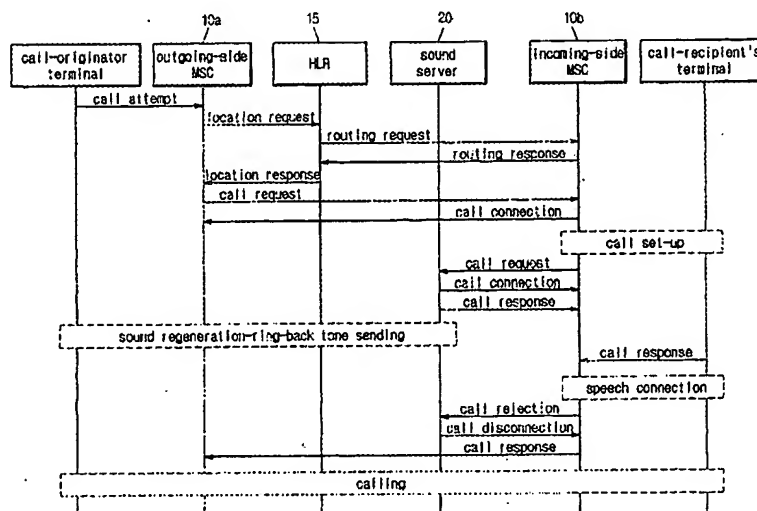 10a
15
20
10b
call-originator
terminal
outgoing-side
MSC
HLR
sound
server
incoming-side
MSC
call-recipient's
terminal
call attempt
location request
routing request
routing response
location response
call request
call connection
call set-up
call request
call connection
call response
sound regeneration-ring-back tone sending
call response
speech connection
call rejection
call disconnection
call response
calling